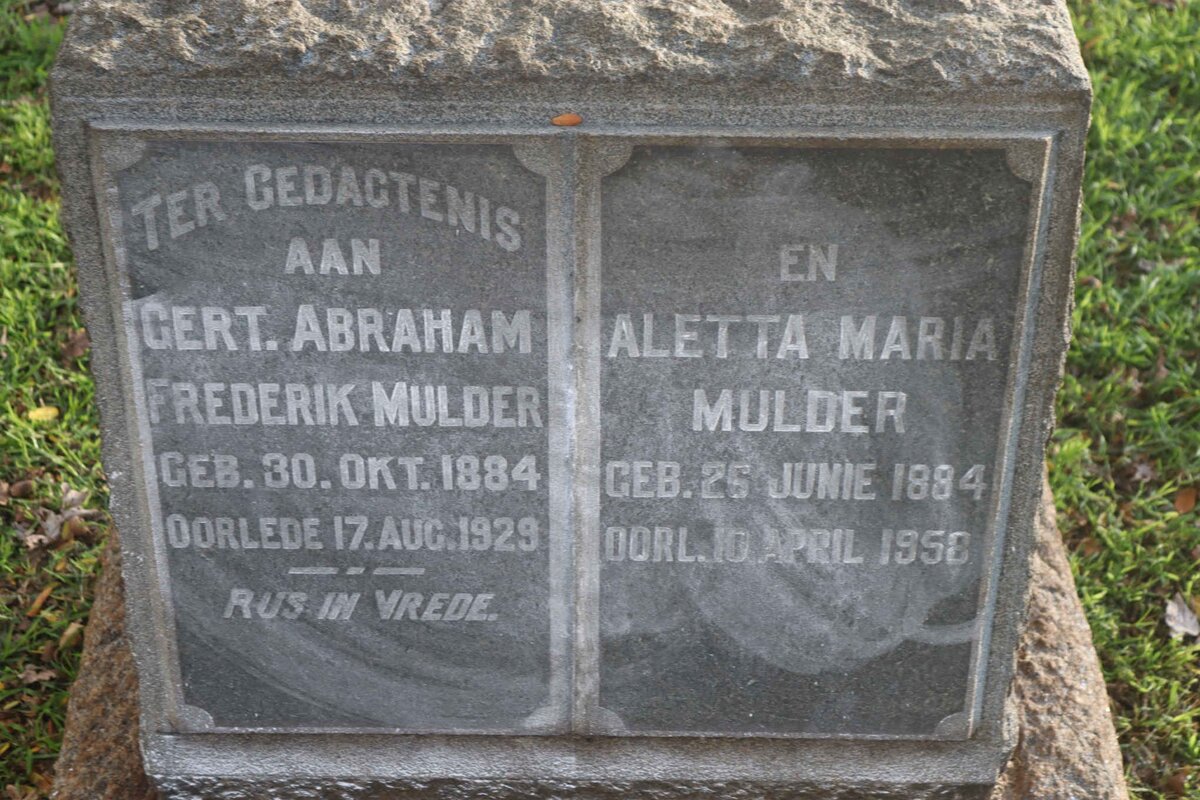 TER GEDACTENIS
AAN
GERT. ABRAHAM
FREDERIK MULDER
GEB. 30. OKT. 1884
OORLEDE 17. AUG. 1929
RUS IN VREDE.
EN
ALETTA MARIA
MULDER
GEB. 25 JUNIE 1884
OORL. 10 APRIL 1958